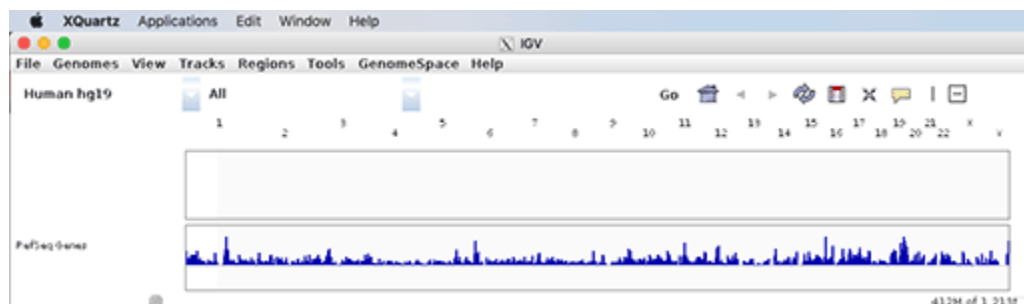 XQuartz Applications Edit Window Help
IGV
File Genomes View Tracks Regions Tools GenomeSpace Help
Human hg19 All Go
1 2 3 4 5 6 7 8 9 10 11 12 13 14 15 16 17 18 19 20 21 22 X Y
RefSeq Genes